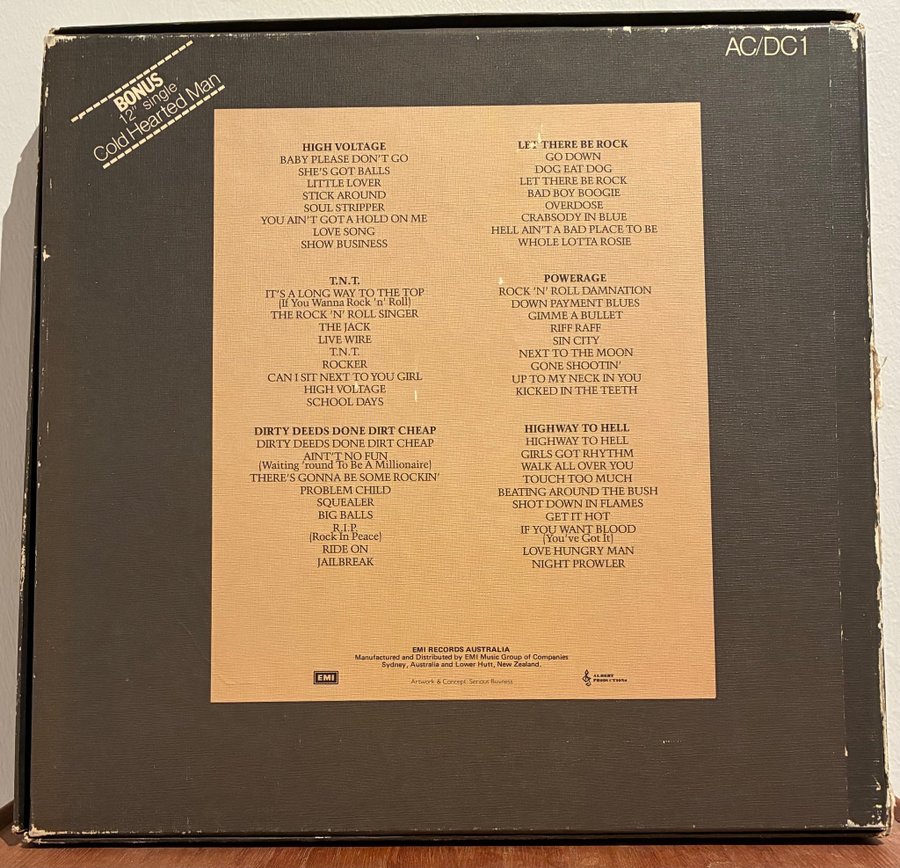 BONUS
12" single
Cold Hearted Man
AC/DC1
HIGH VOLTAGE
BABY PLEASE DON'T GO
SHE'S GOT BALLS
LITTLE LOVER
STICK AROUND
SOUL STRIPPER
YOU AIN'T GOT A HOLD ON ME
LOVE SONG
SHOW BUSINESS
T.N.T.
IT'S A LONG WAY TO THE TOP
(If You Wanna Rock 'n' Roll)
THE ROCK 'N' ROLL SINGER
THE JACK
LIVE WIRE
T.N.T.
ROCKER
CAN I SIT NEXT TO YOU GIRL
HIGH VOLTAGE
SCHOOL DAYS
DIRTY DEEDS DONE DIRT CHEAP
DIRTY DEEDS DONE DIRT CHEAP
AIN'T NO FUN
(Waiting 'round To Be A Millionaire)
THERE'S GONNA BE SOME ROCKIN'
PROBLEM CHILD
SQUEALER
BIG BALLS
R.I.P.
(Rock In Peace)
RIDE ON
JAILBREAK
LET THERE BE ROCK
GO DOWN
DOG EAT DOG
LET THERE BE ROCK
BAD BOY BOOGIE
OVERDOSE
CRABSODY IN BLUE
HELL AIN'T A BAD PLACE TO BE
WHOLE LOTTA ROSIE
POWERAGE
ROCK 'N' ROLL DAMNATION
DOWN PAYMENT BLUES
GIMME A BULLET
RIFF RAFF
SIN CITY
NEXT TO THE MOON
GONE SHOOTIN'
UP TO MY NECK IN YOU
KICKED IN THE TEETH
HIGHWAY TO HELL
HIGHWAY TO HELL
GIRLS GOT RHYTHM
WALK ALL OVER YOU
TOUCH TOO MUCH
BEATING AROUND THE BUSH
SHOT DOWN IN FLAMES
GET IT HOT
IF YOU WANT BLOOD
(You've Got It)
LOVE HUNGRY MAN
NIGHT PROWLER
EMI RECORDS AUSTRALIA
Manufactured and Distributed by EMI Music Group of Companies
Sydney, Australia and Lower Hutt, New Zealand.
EMI
Artwork & Concept: Serious Business
ALBERT
PRODUCTIONS